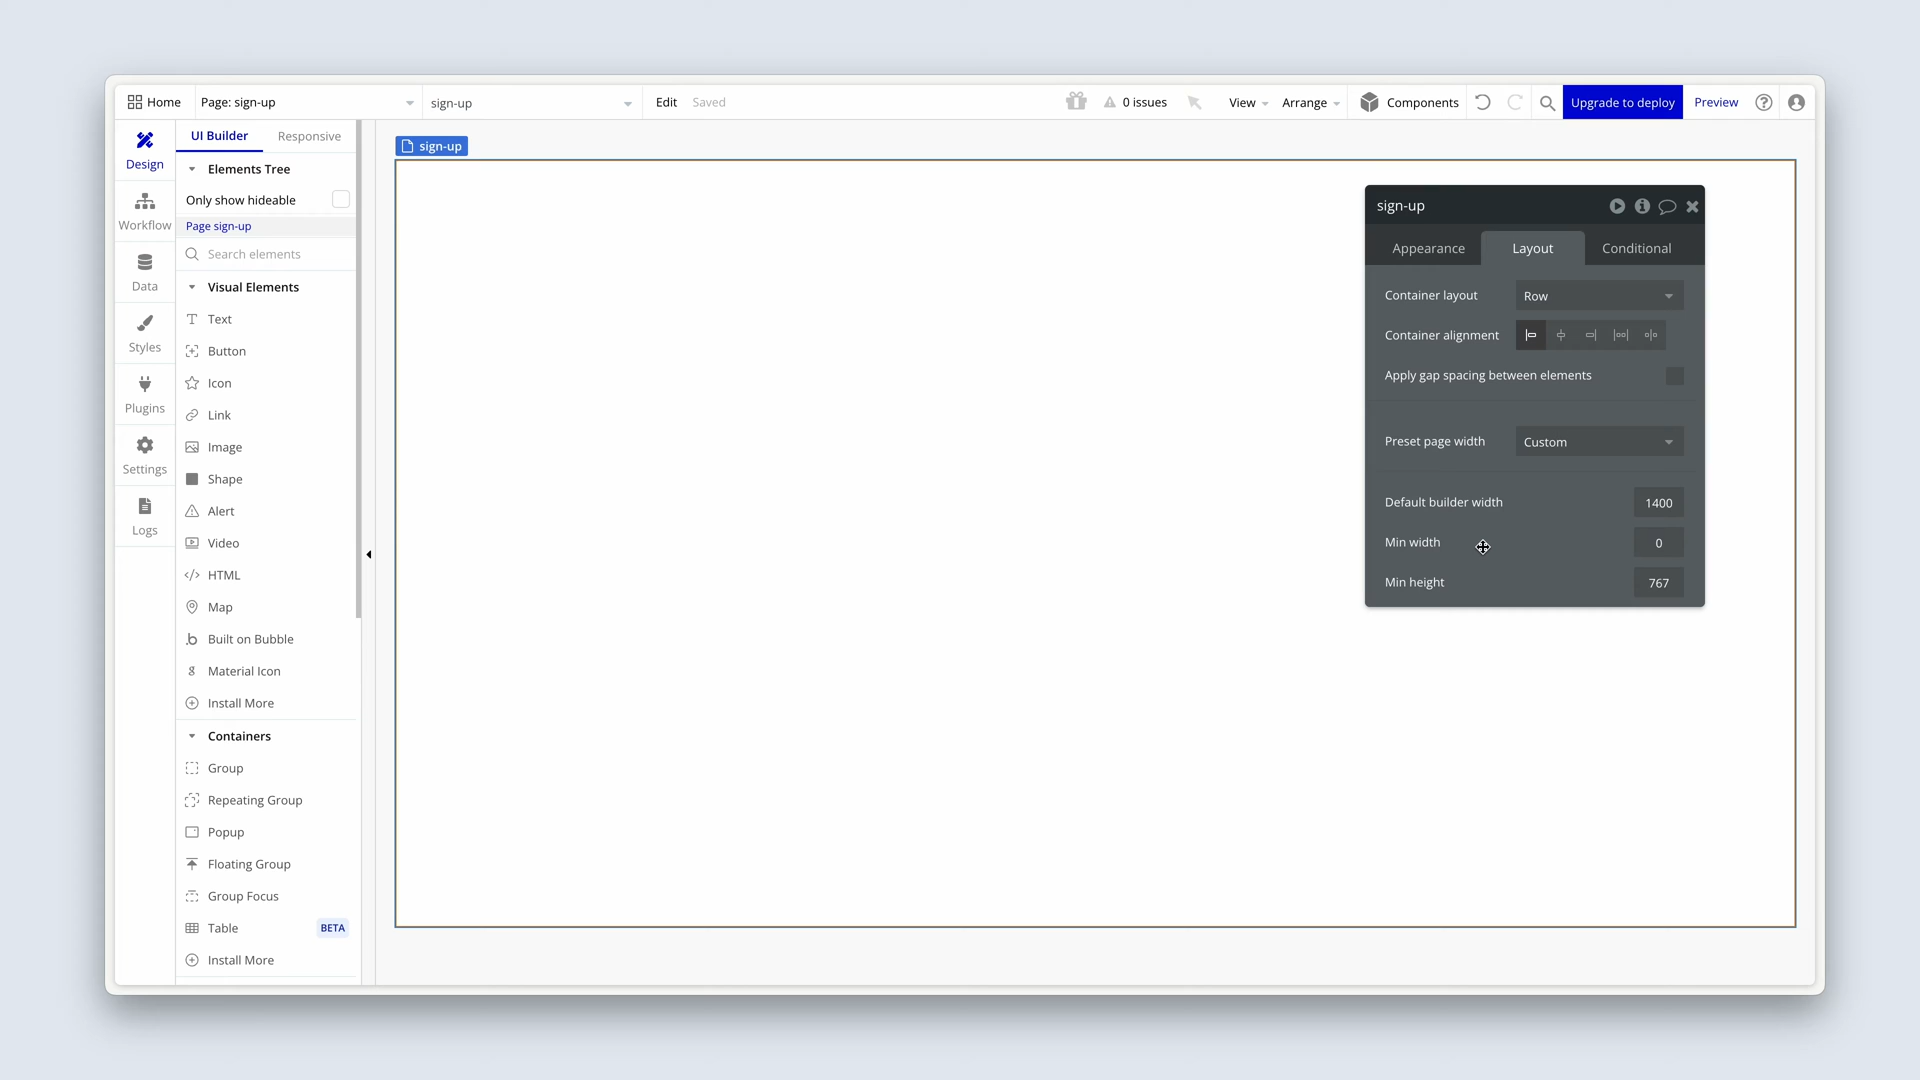 Home
Page: sign-up
sign-up
Edit
Saved
0 issues
View
Arrange
Components
Upgrade to deploy
Preview
Design
Workflow
Data
Styles
Plugins
Settings
Logs
UI Builder
Responsive
Elements Tree
Only show hideable
Page sign-up
Search elements
Visual Elements
Text
Button
Icon
Link
Image
Shape
Alert
Video
HTML
Map
Built on Bubble
Material Icon
Install More
Containers
Group
Repeating Group
Popup
Floating Group
Group Focus
Table BETA
Install More
sign-up
sign-up
Appearance
Layout
Conditional
Container layout Row
Container alignment
Apply gap spacing between elements
Preset page width Custom
Default builder width 1400
Min width 0
Min height 767